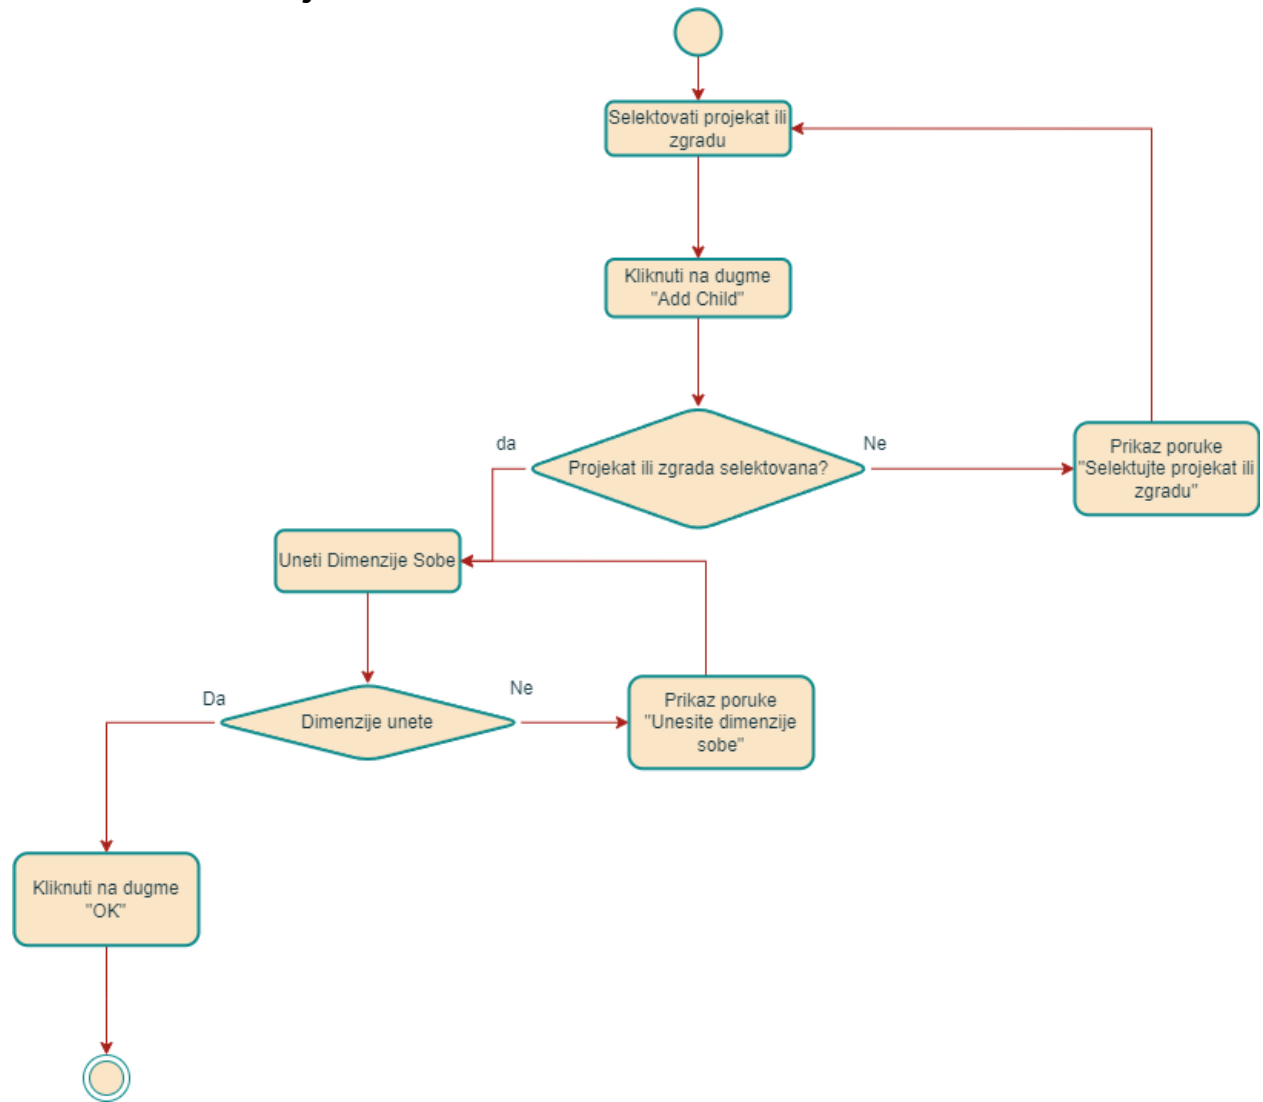 Selektovati projekat ili
zgradu
Kliknuti na dugme
"Add Child"
da
Projekat ili zgrada selektovana?
Ne
Prikaz poruke
"Selektujte projekat ili
zgradu"
Uneti Dimenzije Sobe
Da
Dimenzije unete
Ne
Prikaz poruke
"Unesite dimenzije
sobe"
Kliknuti na dugme
"OK"